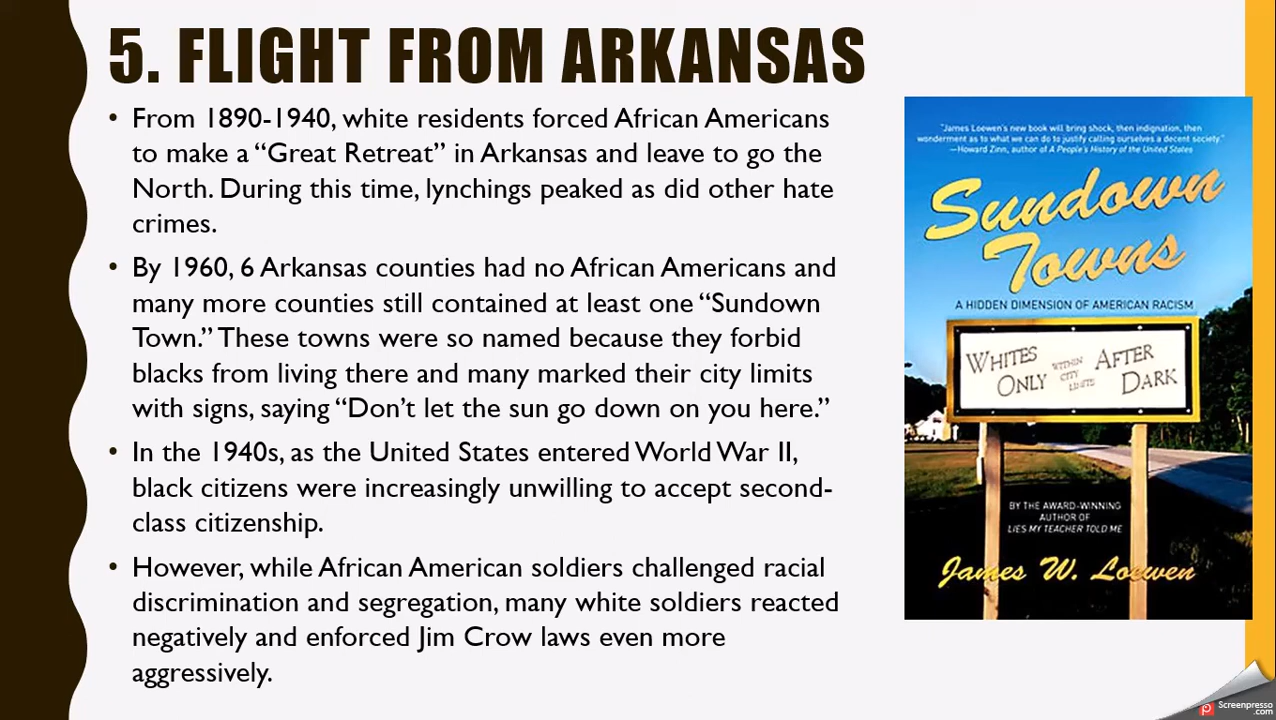 5. FLIGHT FROM ARKANSAS
• From 1890-1940, white residents forced African Americans
to make a “Great Retreat” in Arkansas and leave to go the
North. During this time, lynchings peaked as did other hate
crimes.
• By 1960, 6 Arkansas counties had no African Americans and
many more counties still contained at least one “Sundown
Town.” These towns were so named because they forbid
blacks from living there and many marked their city limits
with signs, saying “Don’t let the sun go down on you here.”
• In the 1940s, as the United States entered World War II,
black citizens were increasingly unwilling to accept second-
class citizenship.
• However, while African American soldiers challenged racial
discrimination and segregation, many white soldiers reacted
negatively and enforced Jim Crow laws even more
aggressively.
"James Loewen's new book will bring shock, then indignation, then
wonderment as to what we can do to justify calling ourselves a decent society."
—Howard Zinn, author of A People's History of the United States
Sundown
Towns
A HIDDEN DIMENSION OF AMERICAN RACISM
WHITES
ONLY
WITHIN
CITY
LIMITS
AFTER
DARK
BY THE AWARD-WINNING
AUTHOR OF
LIES MY TEACHER TOLD ME
James W. Loewen
Screenpresso
.com